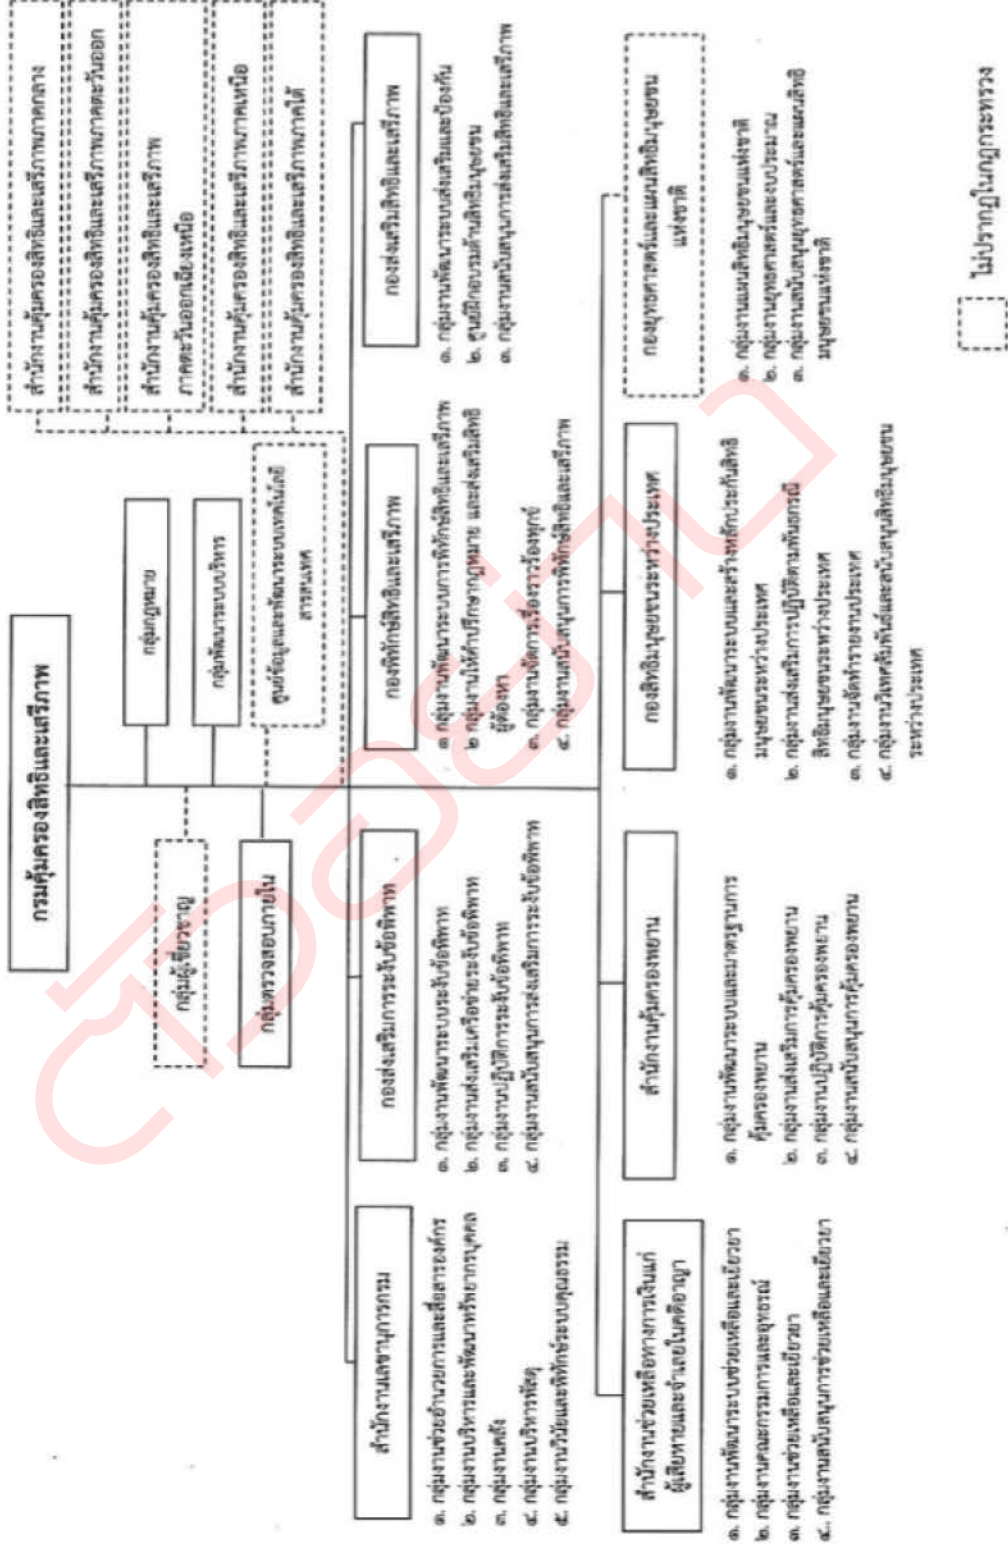 กรมคุ้มครองสิทธิและเสรีภาพ
กลุ่มผู้เชี่ยวชาญ
กลุ่มตรวจสอบภายใน
กลุ่มกฎหมาย
กลุ่มพัฒนาระบบบริหาร
ศูนย์ข้อมูลและพัฒนาระบบเทคโนโลยี
สารสนเทศ
สำนักงานคุ้มครองสิทธิและเสรีภาพภาคกลาง
สำนักงานคุ้มครองสิทธิและเสรีภาพภาคตะวันออก
สำนักงานคุ้มครองสิทธิและเสรีภาพ
ภาคตะวันออกเฉียงเหนือ
สำนักงานคุ้มครองสิทธิและเสรีภาพภาคเหนือ
สำนักงานคุ้มครองสิทธิและเสรีภาพภาคใต้
สำนักงานเลขานุการกรม
๑. กลุ่มงานช่วยอำนวยการและสื่อสารองค์กร
๒. กลุ่มงานบริหารและพัฒนาทรัพยากรบุคคล
๓. กลุ่มงานคลัง
๔. กลุ่มงานบริหารพัสดุ
๕. กลุ่มงานวินัยและพิทักษ์ระบบคุณธรรม
กองส่งเสริมการระงับข้อพิพาท
๑. กลุ่มงานพัฒนาระบบระงับข้อพิพาท
๒. กลุ่มงานส่งเสริมเครือข่ายระงับข้อพิพาท
๓. กลุ่มงานปฏิบัติการระงับข้อพิพาท
๔. กลุ่มงานสนับสนุนการส่งเสริมการระงับข้อพิพาท
กองพิทักษ์สิทธิและเสรีภาพ
๑ กลุ่มงานพัฒนาระบบการพิทักษ์สิทธิและเสรีภาพ
๒ กลุ่มงานให้คำปรึกษากฎหมาย และส่งเสริมสิทธิ
ผู้ต้องหา
๓. กลุ่มงานจัดการเรื่องราวร้องทุกข์
๔. กลุ่มงานสนับสนุนการพิทักษ์สิทธิและเสรีภาพ
กองส่งเสริมสิทธิและเสรีภาพ
๑. กลุ่มงานพัฒนาระบบส่งเสริมและป้องกัน
๒. ศูนย์ฝึกอบรมด้านสิทธิมนุษยชน
๓. กลุ่มงานสนับสนุนการส่งเสริมสิทธิและเสรีภาพ
สำนักงานช่วยเหลือทางการเงินแก่
ผู้เสียหายและจำเลยในคดีอาญา
๑. กลุ่มงานพัฒนาระบบช่วยเหลือและเยียวยา
๒. กลุ่มงานคณะกรรมการและอุทธรณ์
๓. กลุ่มงานช่วยเหลือและเยียวยา
๔.. กลุ่มงานสนับสนุนการช่วยเหลือและเยียวยา
สำนักงานคุ้มครองพยาน
๑. กลุ่มงานพัฒนาระบบและมาตรฐานการ
คุ้มครองพยาน
๒. กลุ่มงานส่งเสริมการคุ้มครองพยาน
๓. กลุ่มงานปฏิบัติการคุ้มครองพยาน
๔. กลุ่มงานสนับสนุนการคุ้มครองพยาน
กองสิทธิมนุษยชนระหว่างประเทศ
๑. กลุ่มงานพัฒนาระบบและสร้างหลักประกันสิทธิ
มนุษยชนระหว่างประเทศ
๒. กลุ่มงานส่งเสริมการปฏิบัติตามพันธกรณี
สิทธิมนุษยชนระหว่างประเทศ
๓. กลุ่มงานจัดทำรายงานประเทศ
๔. กลุ่มงานวิเทศสัมพันธ์และสนับสนุนสิทธิมนุษยชน
ระหว่างประเทศ
กองยุทธศาสตร์และแผนสิทธิมนุษยชน
แห่งชาติ
๑. กลุ่มงานแผนสิทธิมนุษยชนแห่งชาติ
๒. กลุ่มงานยุทธศาสตร์และงบประมาณ
๓. กลุ่มงานสนับสนุนยุทธศาสตร์และแผนสิทธิ
มนุษยชนแห่งชาติ
ไม่ปรากฏในกฎกระทรวง
ตัวอย่าง